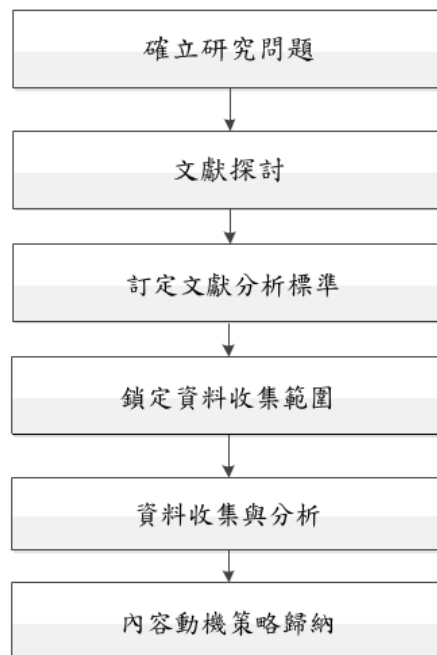 確立研究問題
文獻探討
訂定文獻分析標準
鎖定資料收集範圍
資料收集與分析
內容動機策略歸納